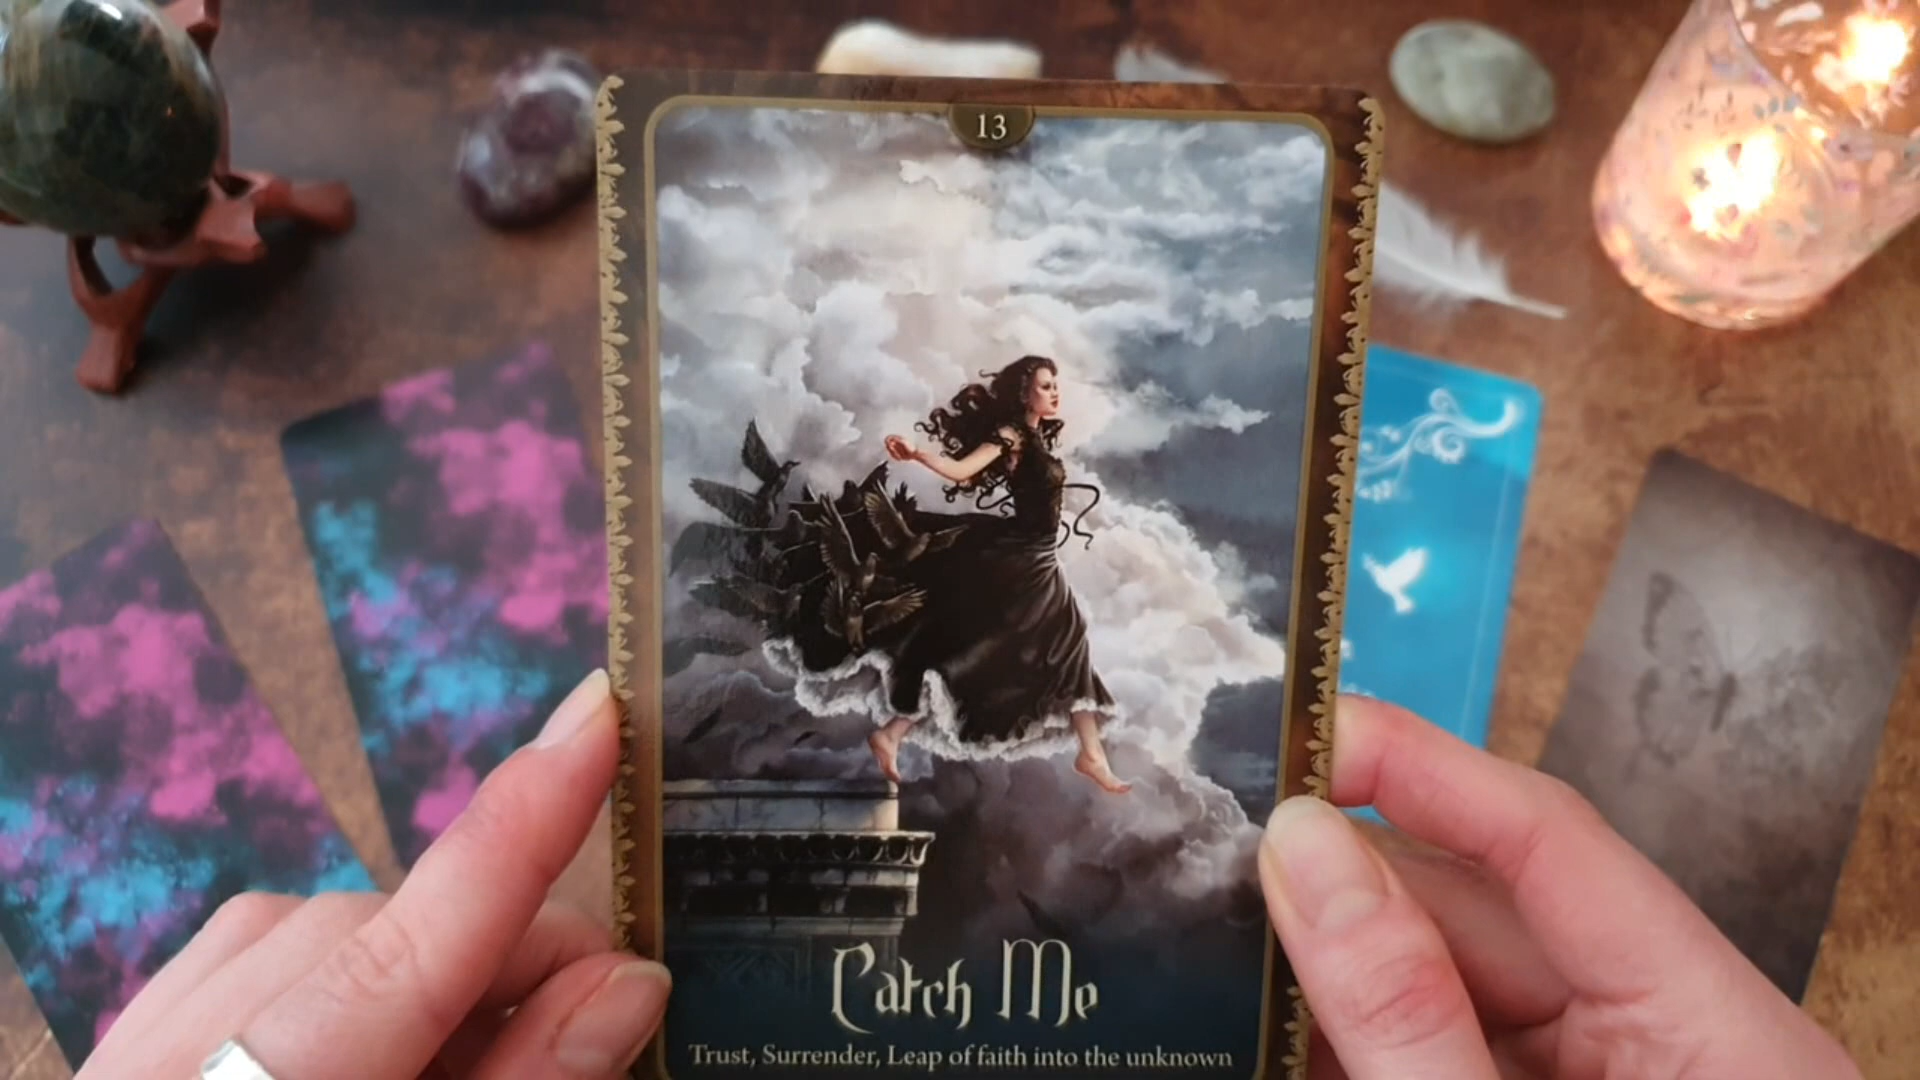 13
Catch Me
Trust, Surrender, Leap of faith into the unknown